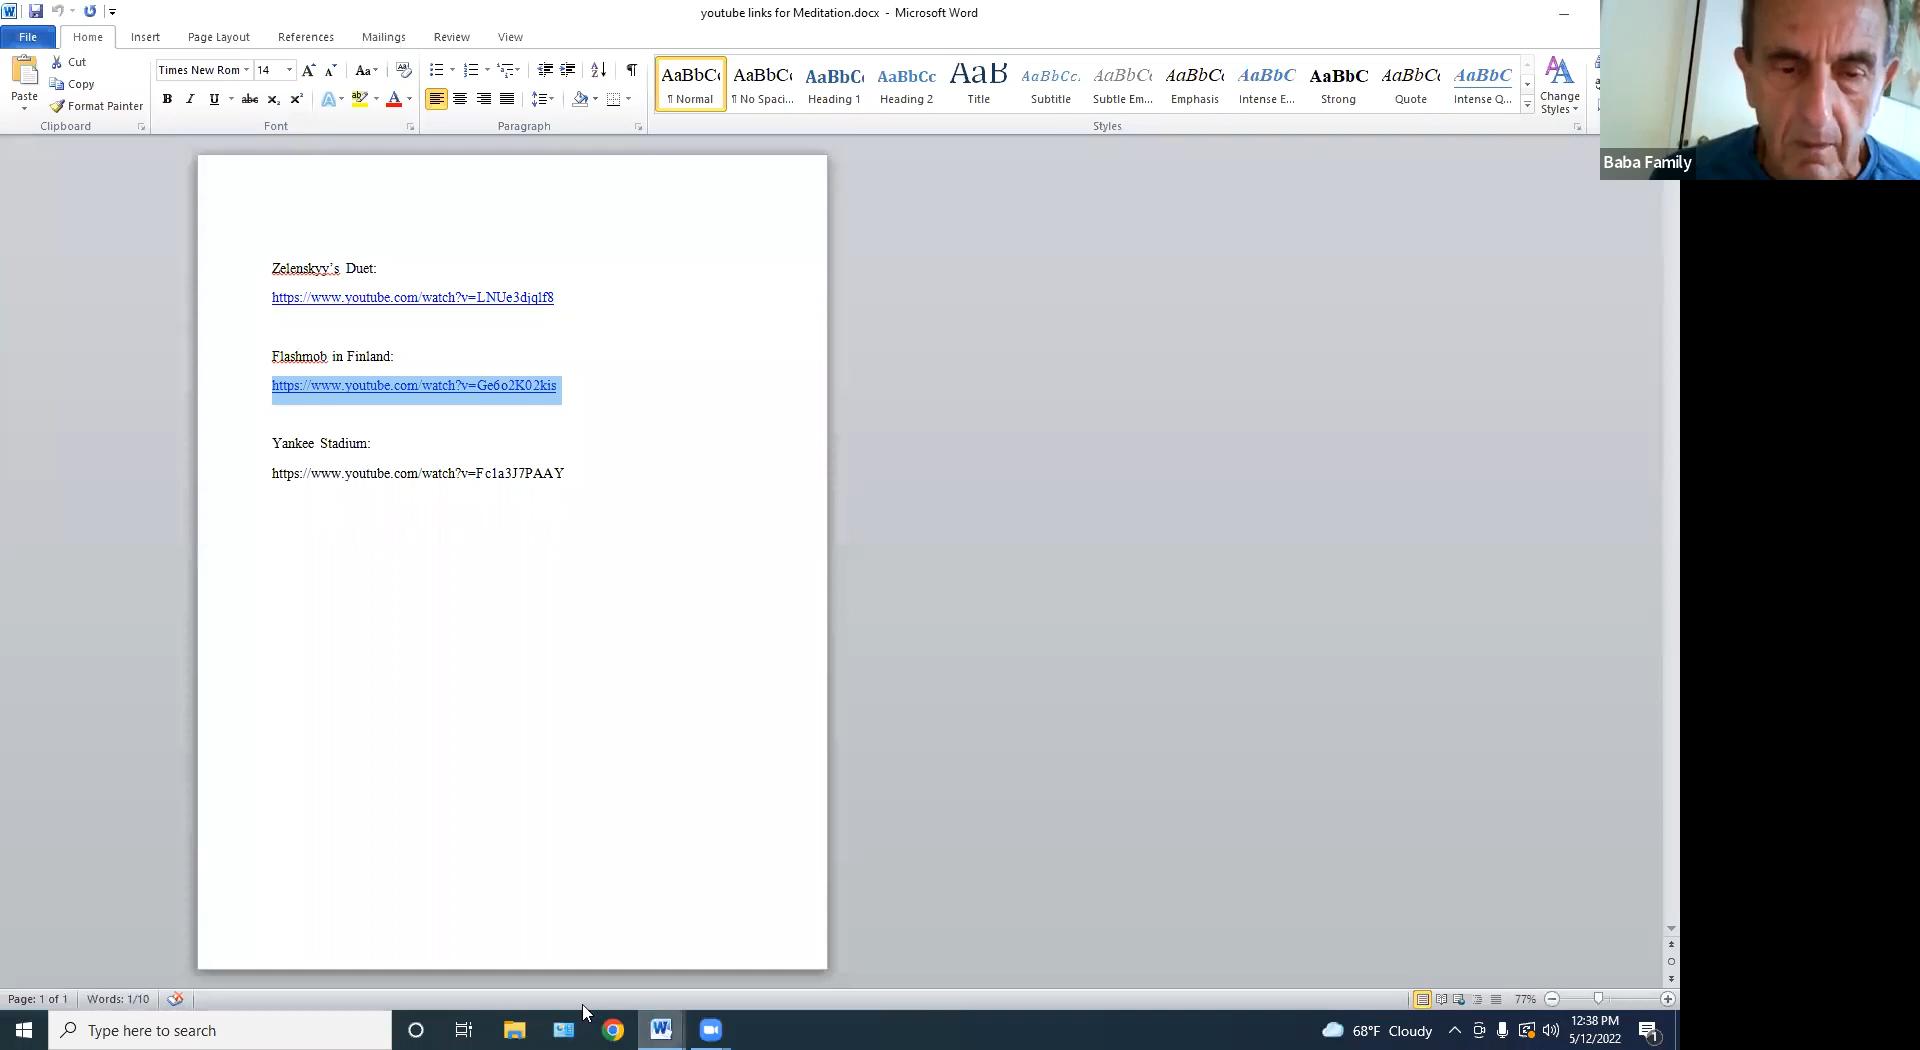 youtube links for Meditation.docx - Microsoft Word
File Home Insert Page Layout References Mailings Review View
Paste
Cut
Copy
Format Painter
Clipboard
Times New Rom 14
Aa
B I U abc x₂ x² A A
Font
Paragraph
AaBbCc AaBbCc AaBbCc AaBbCc AaB AaBbCc. AaBbCc AaBbCc AaBbC AaBbC AaBbCc AaBbC
¶ Normal ¶ No Spaci... Heading 1 Heading 2 Title Subtitle Subtle Em... Emphasis Intense E... Strong Quote Intense Q...
Styles
Change
Styles
Baba Family
Zelenskyy's Duet:
https://www.youtube.com/watch?v=LNUe3djqlf8
Flashmob in Finland:
https://www.youtube.com/watch?v=Ge6o2K02kis
Yankee Stadium:
https://www.youtube.com/watch?v=Fc1a3J7PAAY
Page: 1 of 1 Words: 1/10 77%
Type here to search
68°F Cloudy
12:38 PM
5/12/2022
1